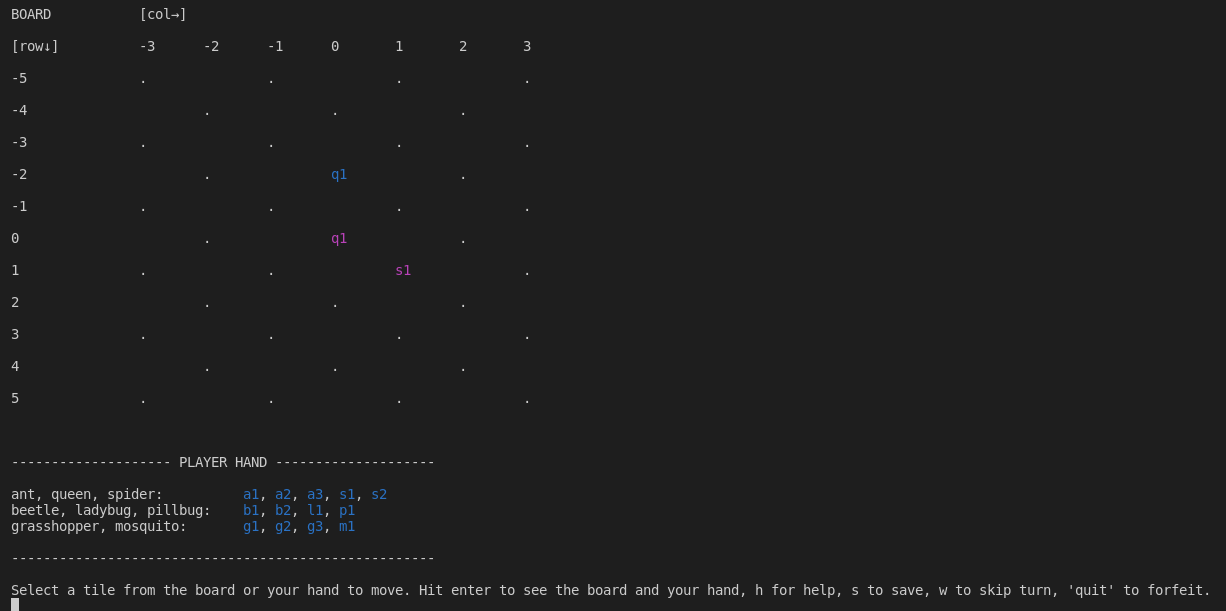 BOARD           [col→]
[row↓]          -3      -2      -1      0       1       2       3
-5              .               .               .               .
-4                      .               .               .
-3              .               .               .               .
-2                      .               q1              .
-1              .               .               .               .
0                       .               q1              .
1               .               .               s1              .
2                       .               .               .
3               .               .               .               .
4                       .               .               .
5               .               .               .               .
-------------------- PLAYER HAND --------------------
ant, queen, spider:          a1, a2, a3, s1, s2
beetle, ladybug, pillbug:    b1, b2, l1, p1
grasshopper, mosquito:       g1, g2, g3, m1
-----------------------------------------------------
Select a tile from the board or your hand to move. Hit enter to see the board and your hand, h for help, s to save, w to skip turn, 'quit' to forfeit.